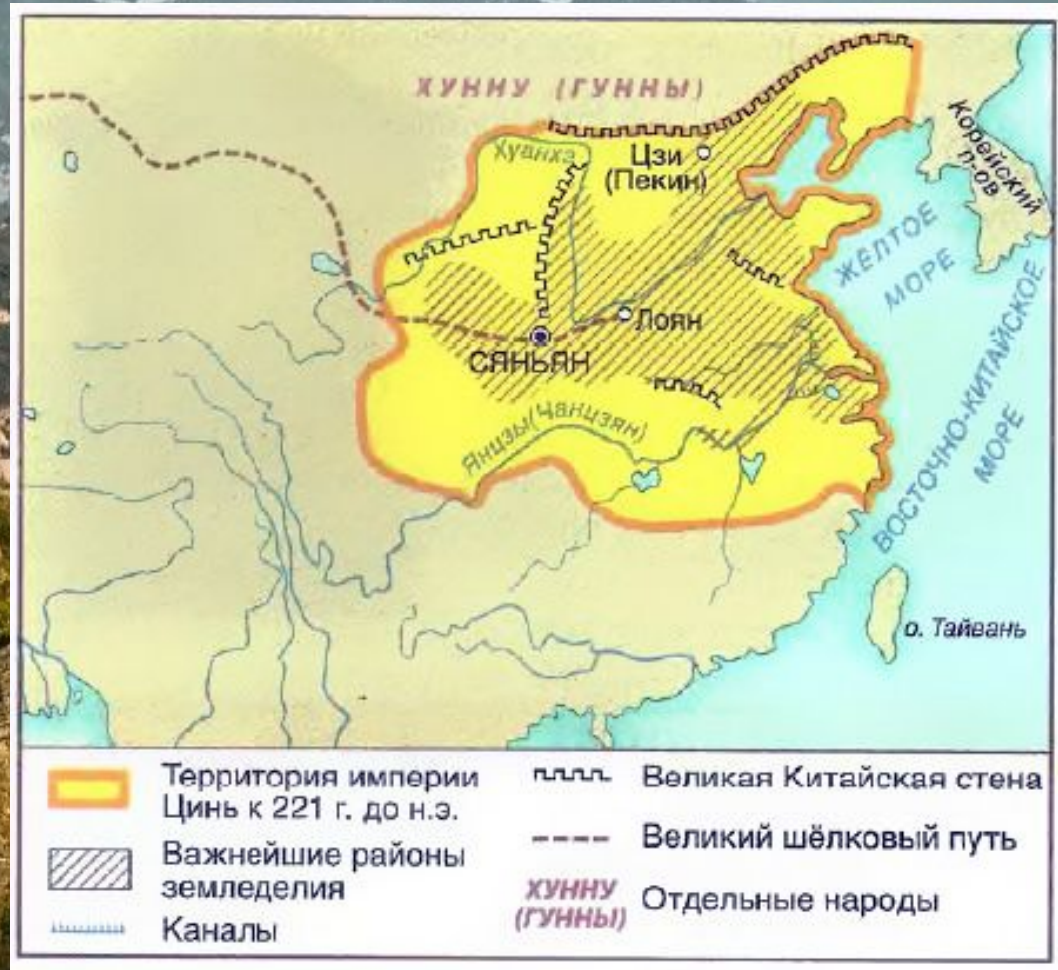 ХУННУ (ГУННЫ)
Хуанхэ
Цзи
(Пекин)
Корейский
п-ов
ЖЁЛТОЕ
МОРЕ
Лоян
СЯНЬЯН
Янцзы (Чанцзян)
ВОСТОЧНО-КИТАЙСКОЕ
МОРЕ
о. Тайвань
Территория империи
Цинь к 221 г. до н.э.
Важнейшие районы
земледелия
Каналы
Великая Китайская стена
Великий шёлковый путь
ХУННУ
(ГУННЫ)
Отдельные народы